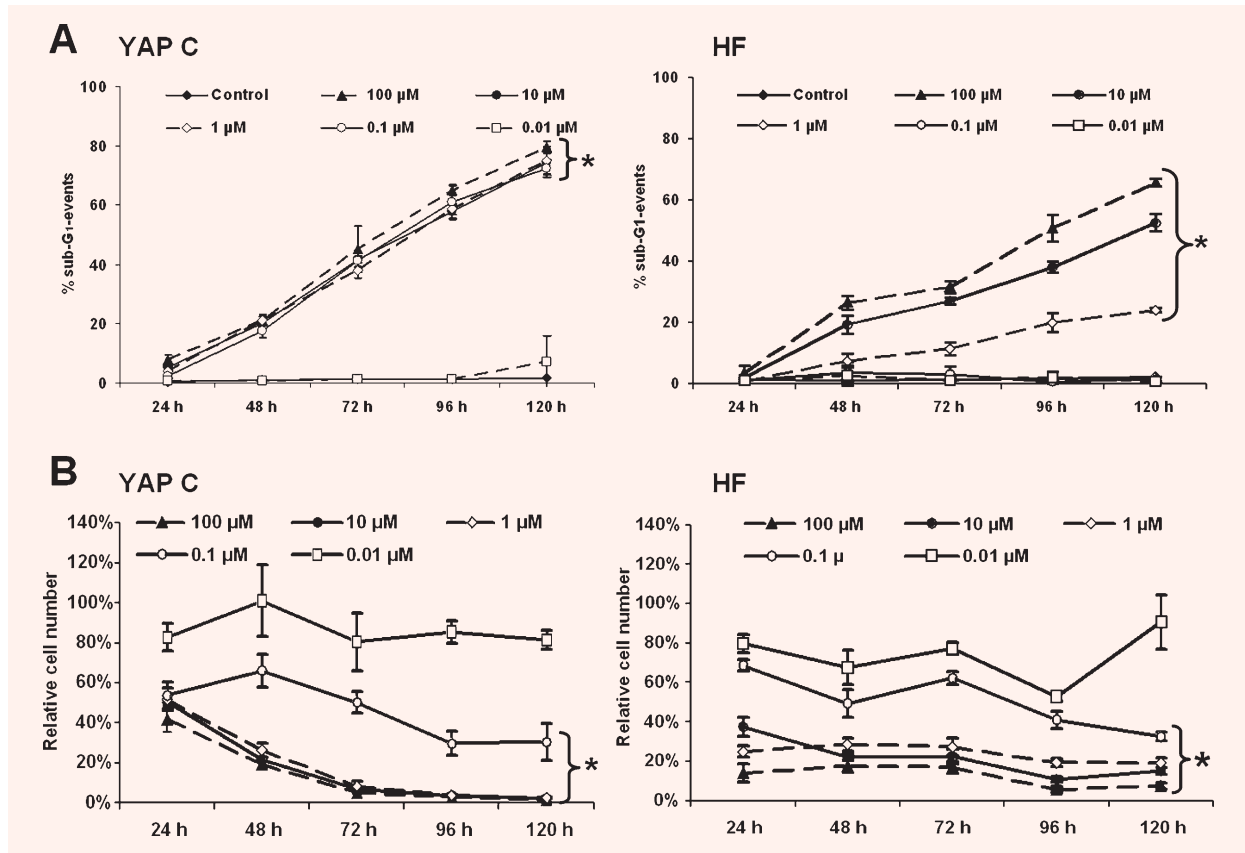 A
YAP C
Control 100 µM 10 µM
1 µM 0.1 µM 0.01 µM
% sub-G1-events
100
80
60
40
20
0
*
24 h 48 h 72 h 96 h 120 h
HF
Control 100 µM 10 µM
1 µM 0.1 µM 0.01 µM
% sub-G1-events
100
80
60
40
20
0
*
24 h 48 h 72 h 96 h 120 h
B
YAP C
100 µM 10 µM 1 µM
0.1 µM 0.01 µM
Relative cell number
140%
120%
100%
80%
60%
40%
20%
0%
*
24 h 48 h 72 h 96 h 120 h
HF
100 µM 10 µM 1 µM
0.1 µ 0.01 µM
Relative cell number
140%
120%
100%
80%
60%
40%
20%
0%
*
24 h 48 h 72 h 96 h 120 h